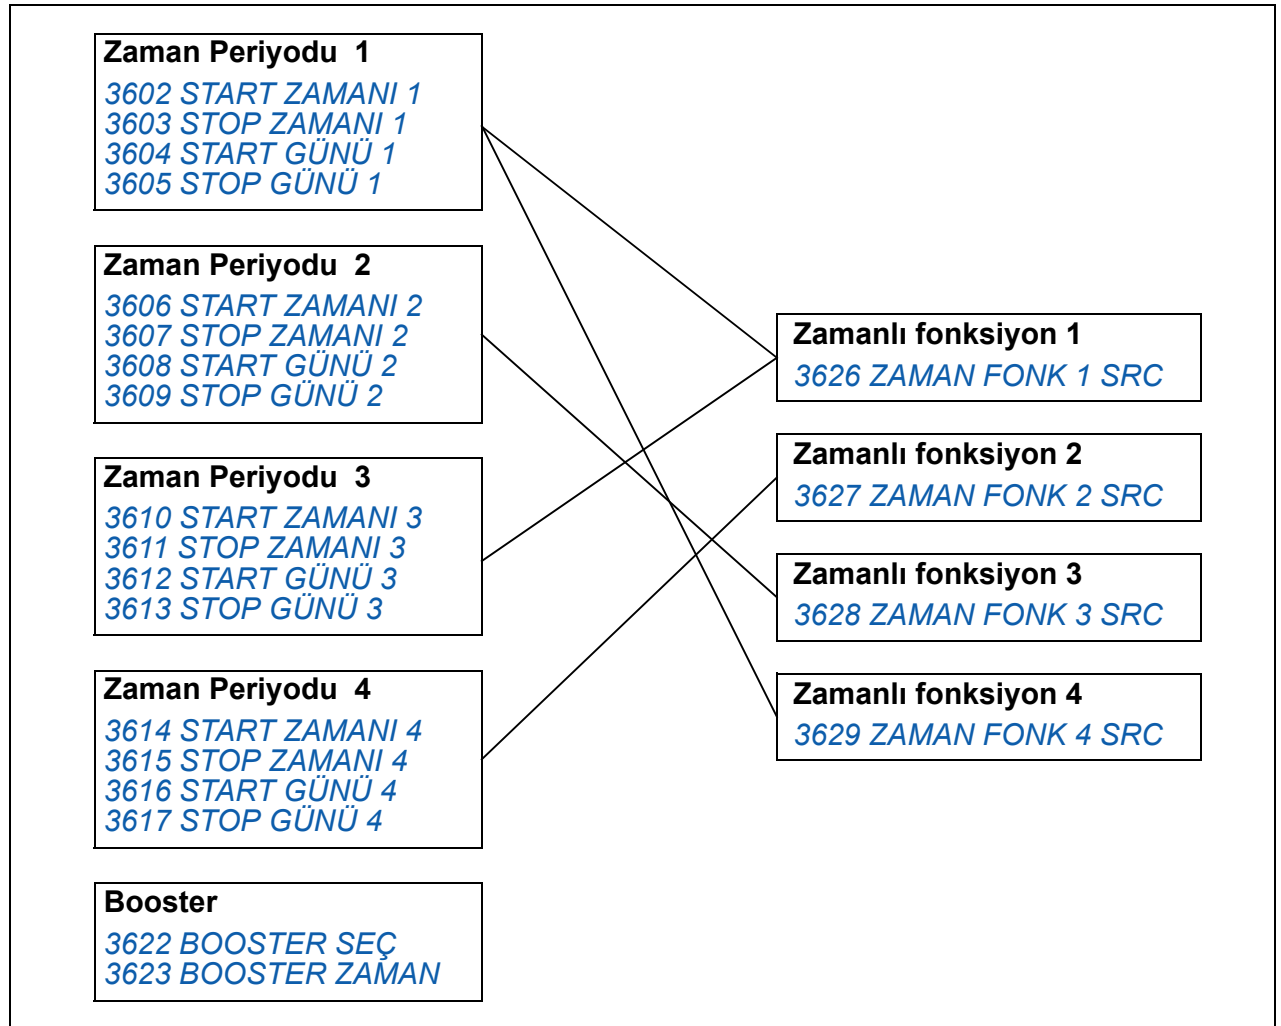 Zaman Periyodu 1
3602 START ZAMANI 1
3603 STOP ZAMANI 1
3604 START GÜNÜ 1
3605 STOP GÜNÜ 1
Zaman Periyodu 2
3606 START ZAMANI 2
3607 STOP ZAMANI 2
3608 START GÜNÜ 2
3609 STOP GÜNÜ 2
Zaman Periyodu 3
3610 START ZAMANI 3
3611 STOP ZAMANI 3
3612 START GÜNÜ 3
3613 STOP GÜNÜ 3
Zaman Periyodu 4
3614 START ZAMANI 4
3615 STOP ZAMANI 4
3616 START GÜNÜ 4
3617 STOP GÜNÜ 4
Booster
3622 BOOSTER SEÇ
3623 BOOSTER ZAMAN
Zamanlı fonksiyon 1
3626 ZAMAN FONK 1 SRC
Zamanlı fonksiyon 2
3627 ZAMAN FONK 2 SRC
Zamanlı fonksiyon 3
3628 ZAMAN FONK 3 SRC
Zamanlı fonksiyon 4
3629 ZAMAN FONK 4 SRC